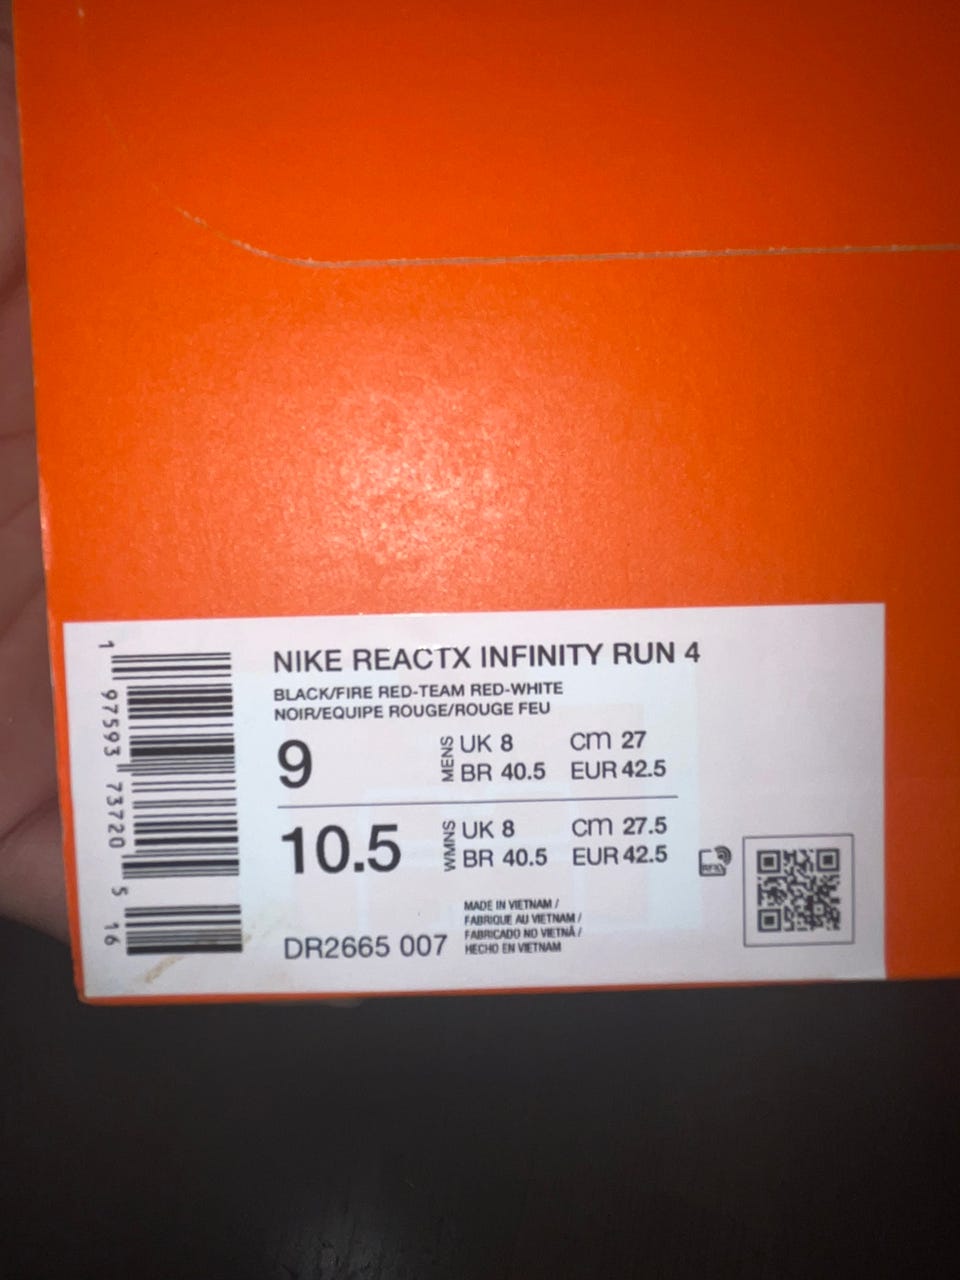 NIKE REACTX INFINITY RUN 4
BLACK/FIRE RED-TEAM RED-WHITE
NOIR/EQUIPE ROUGE/ROUGE FEU
9 MENS UK 8 cm 27
BR 40.5 EUR 42.5
10.5 WMNS UK 8 cm 27.5
BR 40.5 EUR 42.5
MADE IN VIETNAM /
FABRIQUE AU VIETNAM /
FABRICADO NO VIETNÃ /
HECHO EN VIETNAM
DR2665 007
1 97593 73720 5 16
RFID